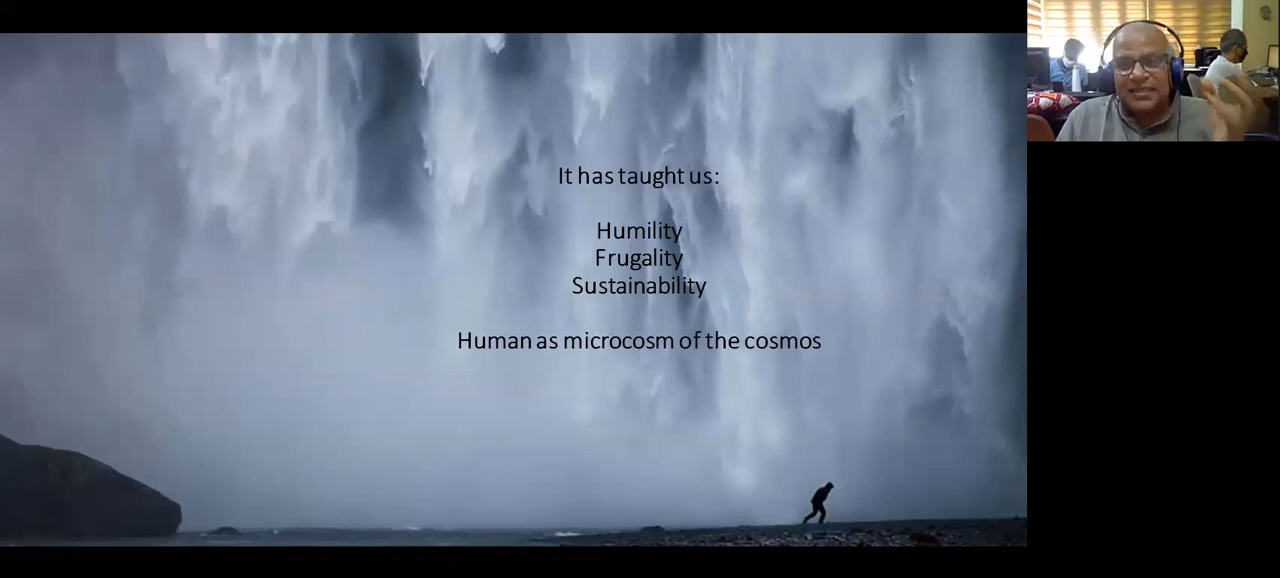 It has taught us:
Humility
Frugality
Sustainability
Human as microcosm of the cosmos